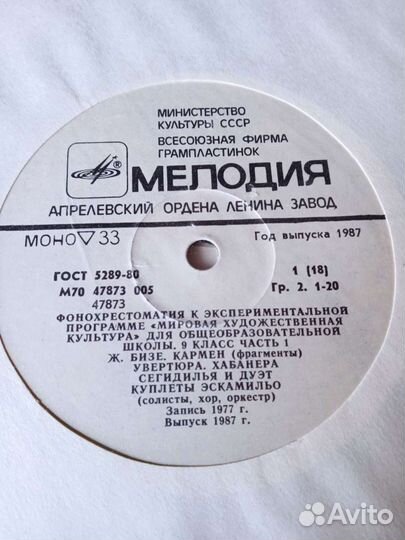 МИНИСТЕРСТВО
КУЛЬТУРЫ СССР
ВСЕСОЮЗНАЯ ФИРМА
ГРАМПЛАСТИНОК
® МЕЛОДИЯ
АПРЕЛЕВСКИЙ ОРДЕНА ЛЕНИНА ЗАВОД
МОНО ▽ 33
Год выпуска 1987
ГОСТ 5289-80
1 (18)
М70 47873 005
Гр. 2. 1-20
47873
ФОНОХРЕСТОМАТИЯ К ЭКСПЕРИМЕНТАЛЬНОЙ
ПРОГРАММЕ «МИРОВАЯ ХУДОЖЕСТВЕННАЯ
КУЛЬТУРА» ДЛЯ ОБЩЕОБРАЗОВАТЕЛЬНОЙ
ШКОЛЫ. 9 КЛАСС ЧАСТЬ 1
Ж. БИЗЕ. КАРМЕН (фрагменты)
УВЕРТЮРА. ХАБАНЕРА
СЕГИДИЛЬЯ И ДУЭТ
КУПЛЕТЫ ЭСКАМИЛЬО
(солисты, хор, оркестр)
Запись 1977 г.
Выпуск 1987 г.
Avito